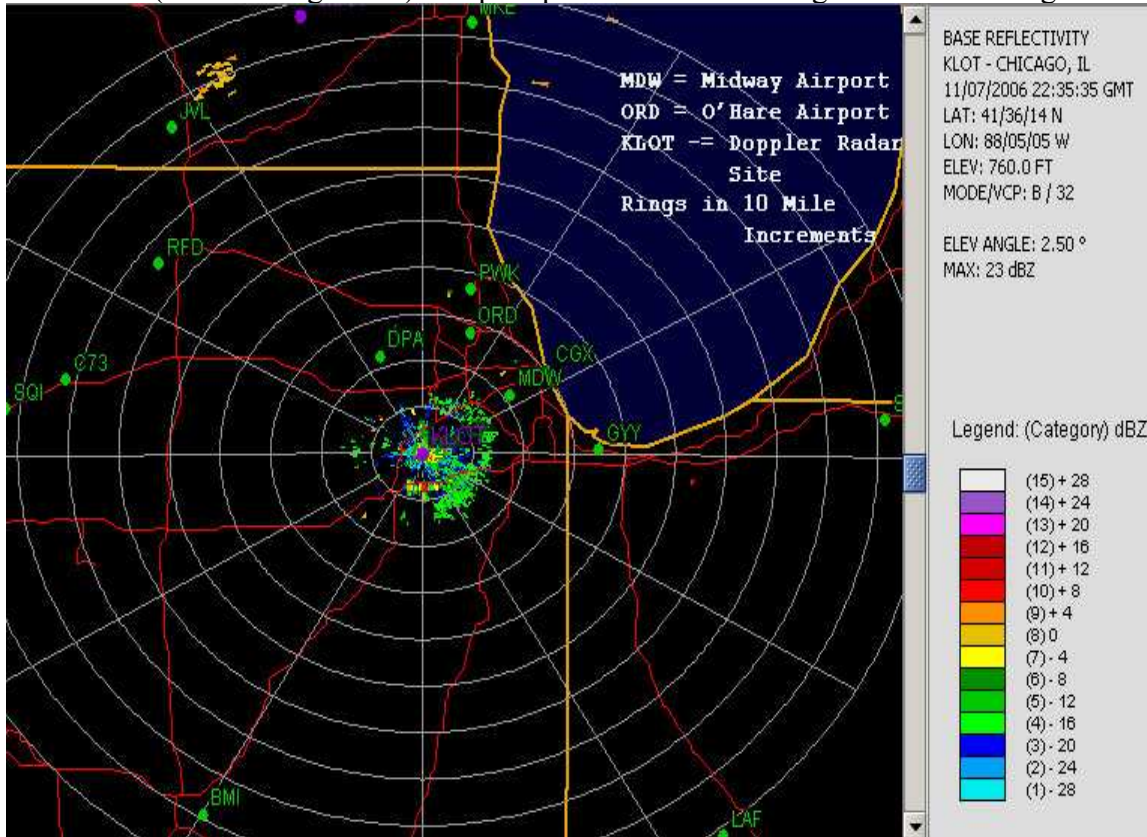 MKE
JVL
MDW = Midway Airport
ORD = O'Hare Airport
KLOT -= Doppler Radar
Site
Rings in 10 Mile
Increments
RFD
PWK
ORD
DPA
CGX
C73
MDW
SQI
GYY
KLOT
BMI
LAF
BASE REFLECTIVITY
KLOT - CHICAGO, IL
11/07/2006 22:35:35 GMT
LAT: 41/36/14 N
LON: 88/05/05 W
ELEV: 760.0 FT
MODE/VCP: B / 32
ELEV ANGLE: 2.50 °
MAX: 23 dBZ
Legend: (Category) dBZ
(15) + 28
(14) + 24
(13) + 20
(12) + 16
(11) + 12
(10) + 8
(9) + 4
(8) 0
(7) - 4
(6) - 8
(5) - 12
(4) - 16
(3) - 20
(2) - 24
(1) - 28